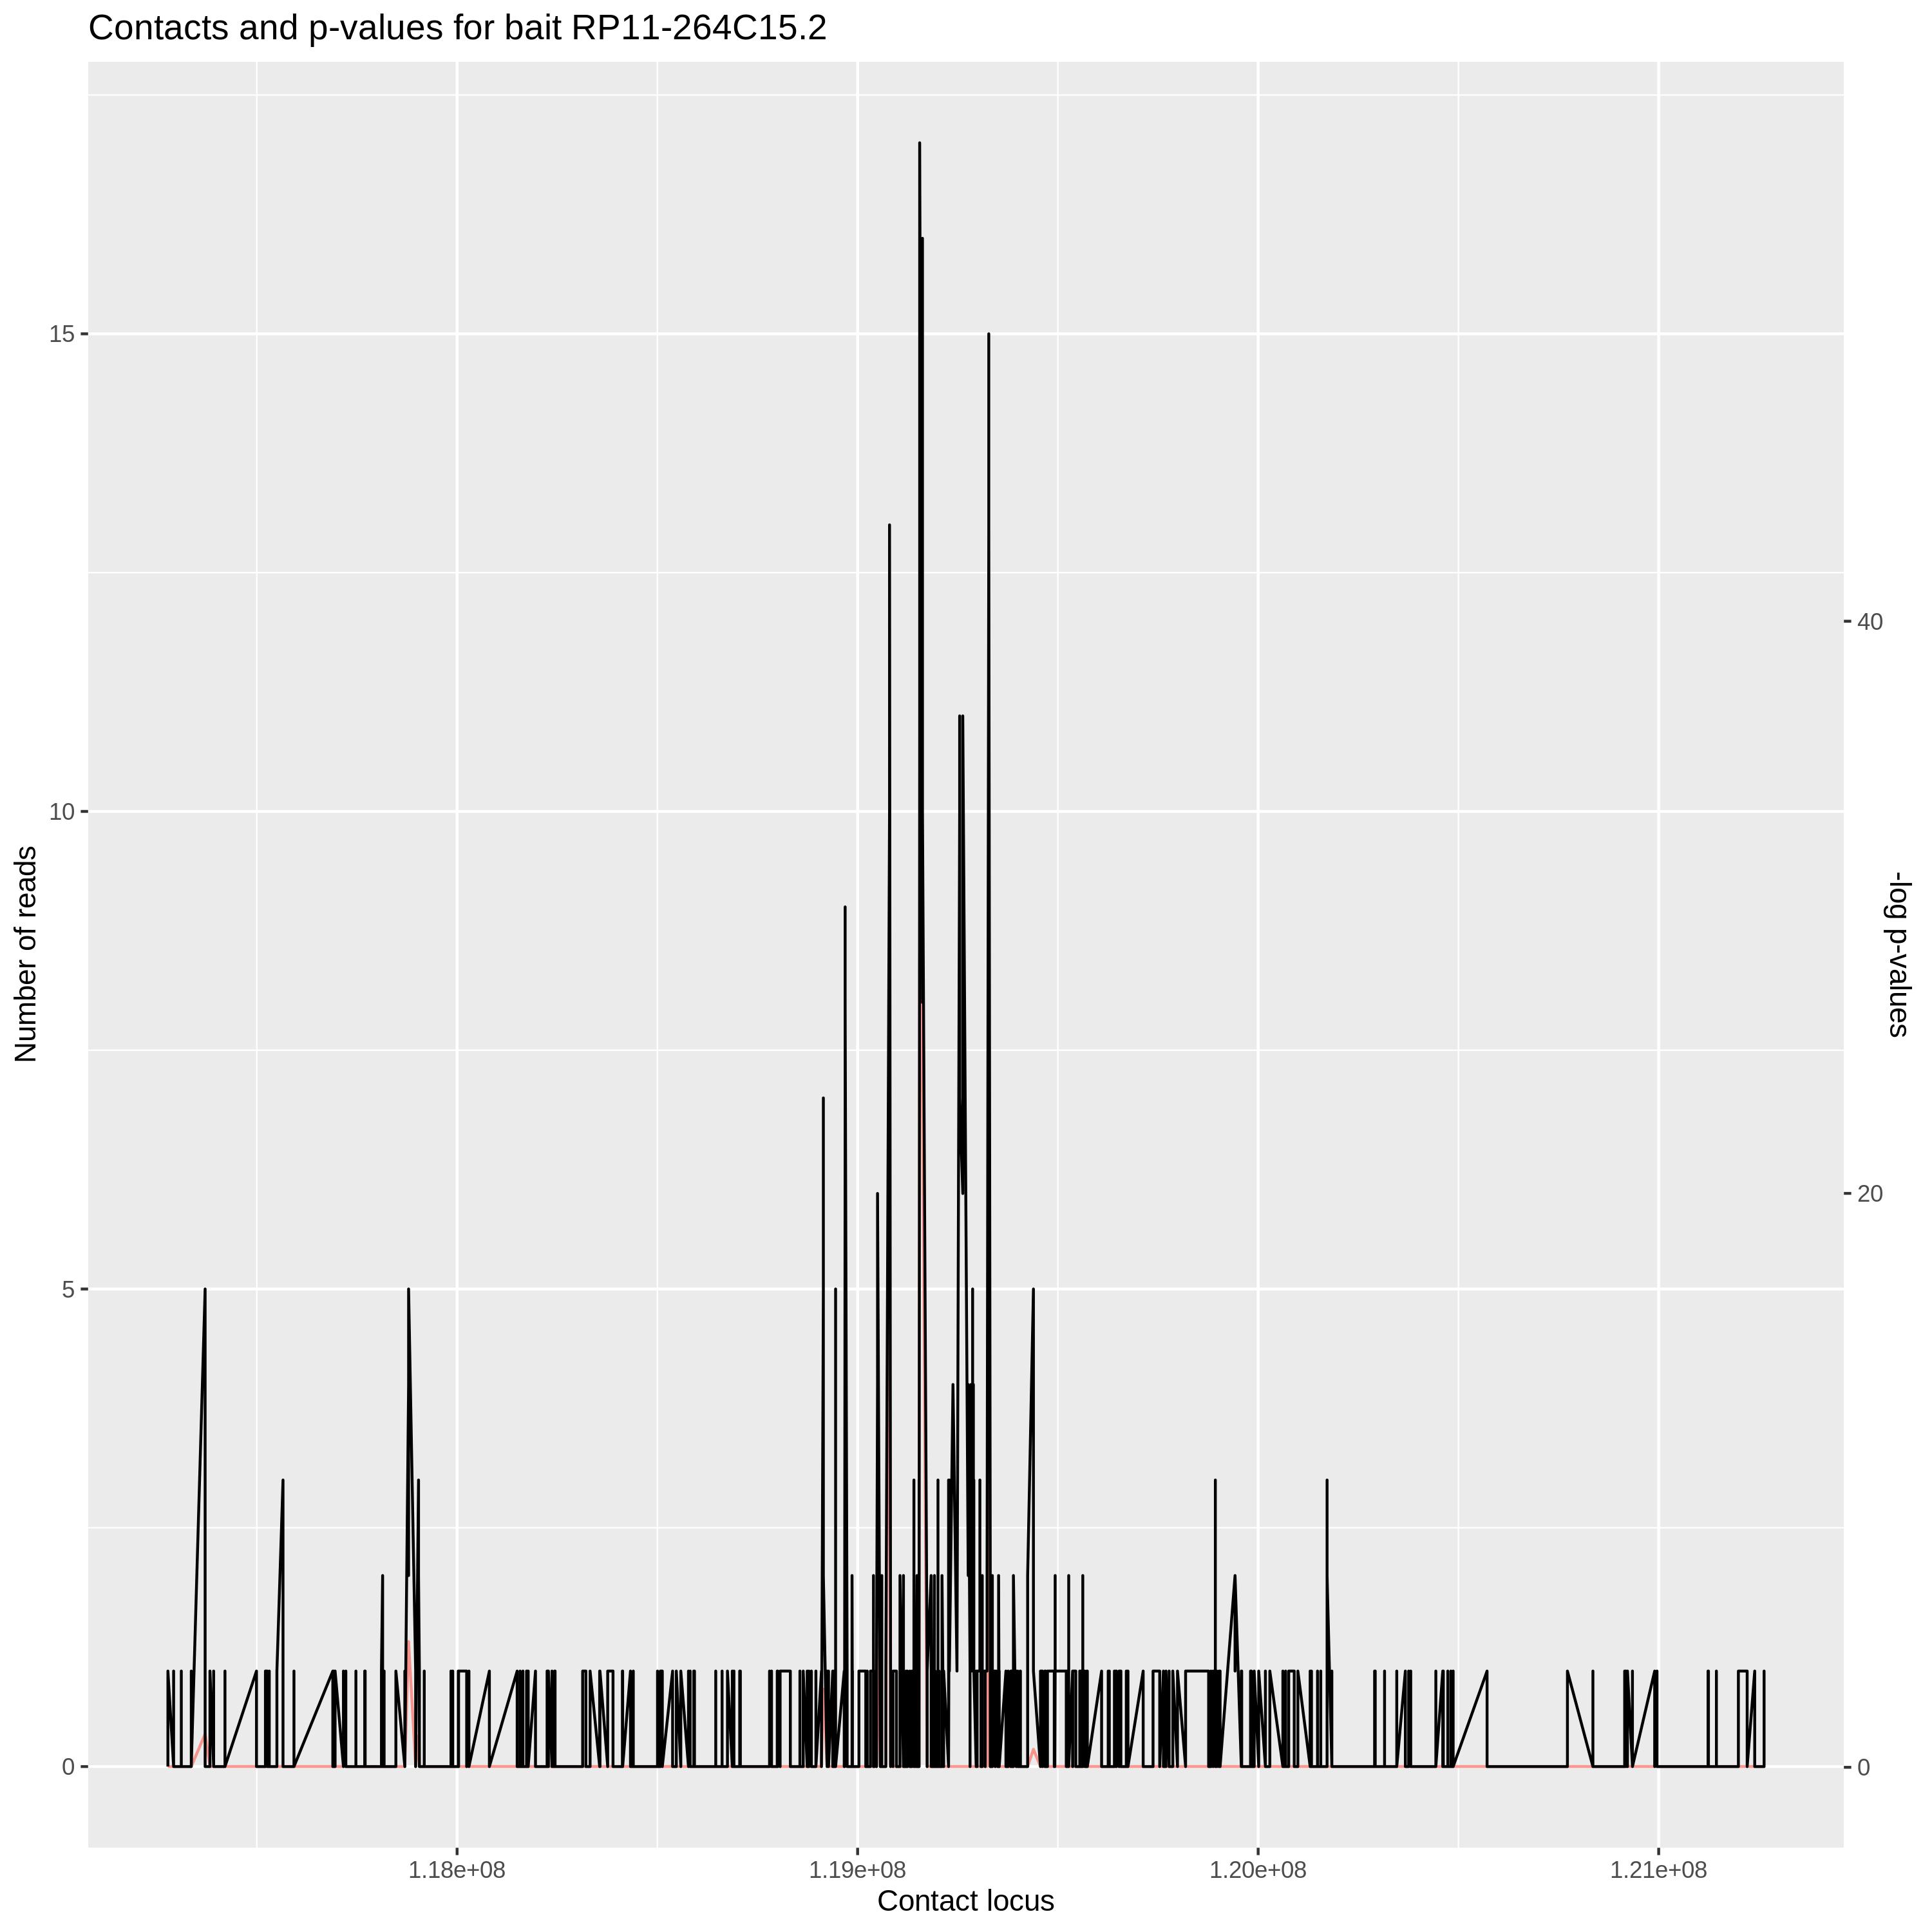 Contacts and p-values for bait RP11-264C15.2
Number of reads
15
10
5
0
40
20
0
-log p-values
1.18e+08 1.19e+08 1.20e+08 1.21e+08
Contact locus